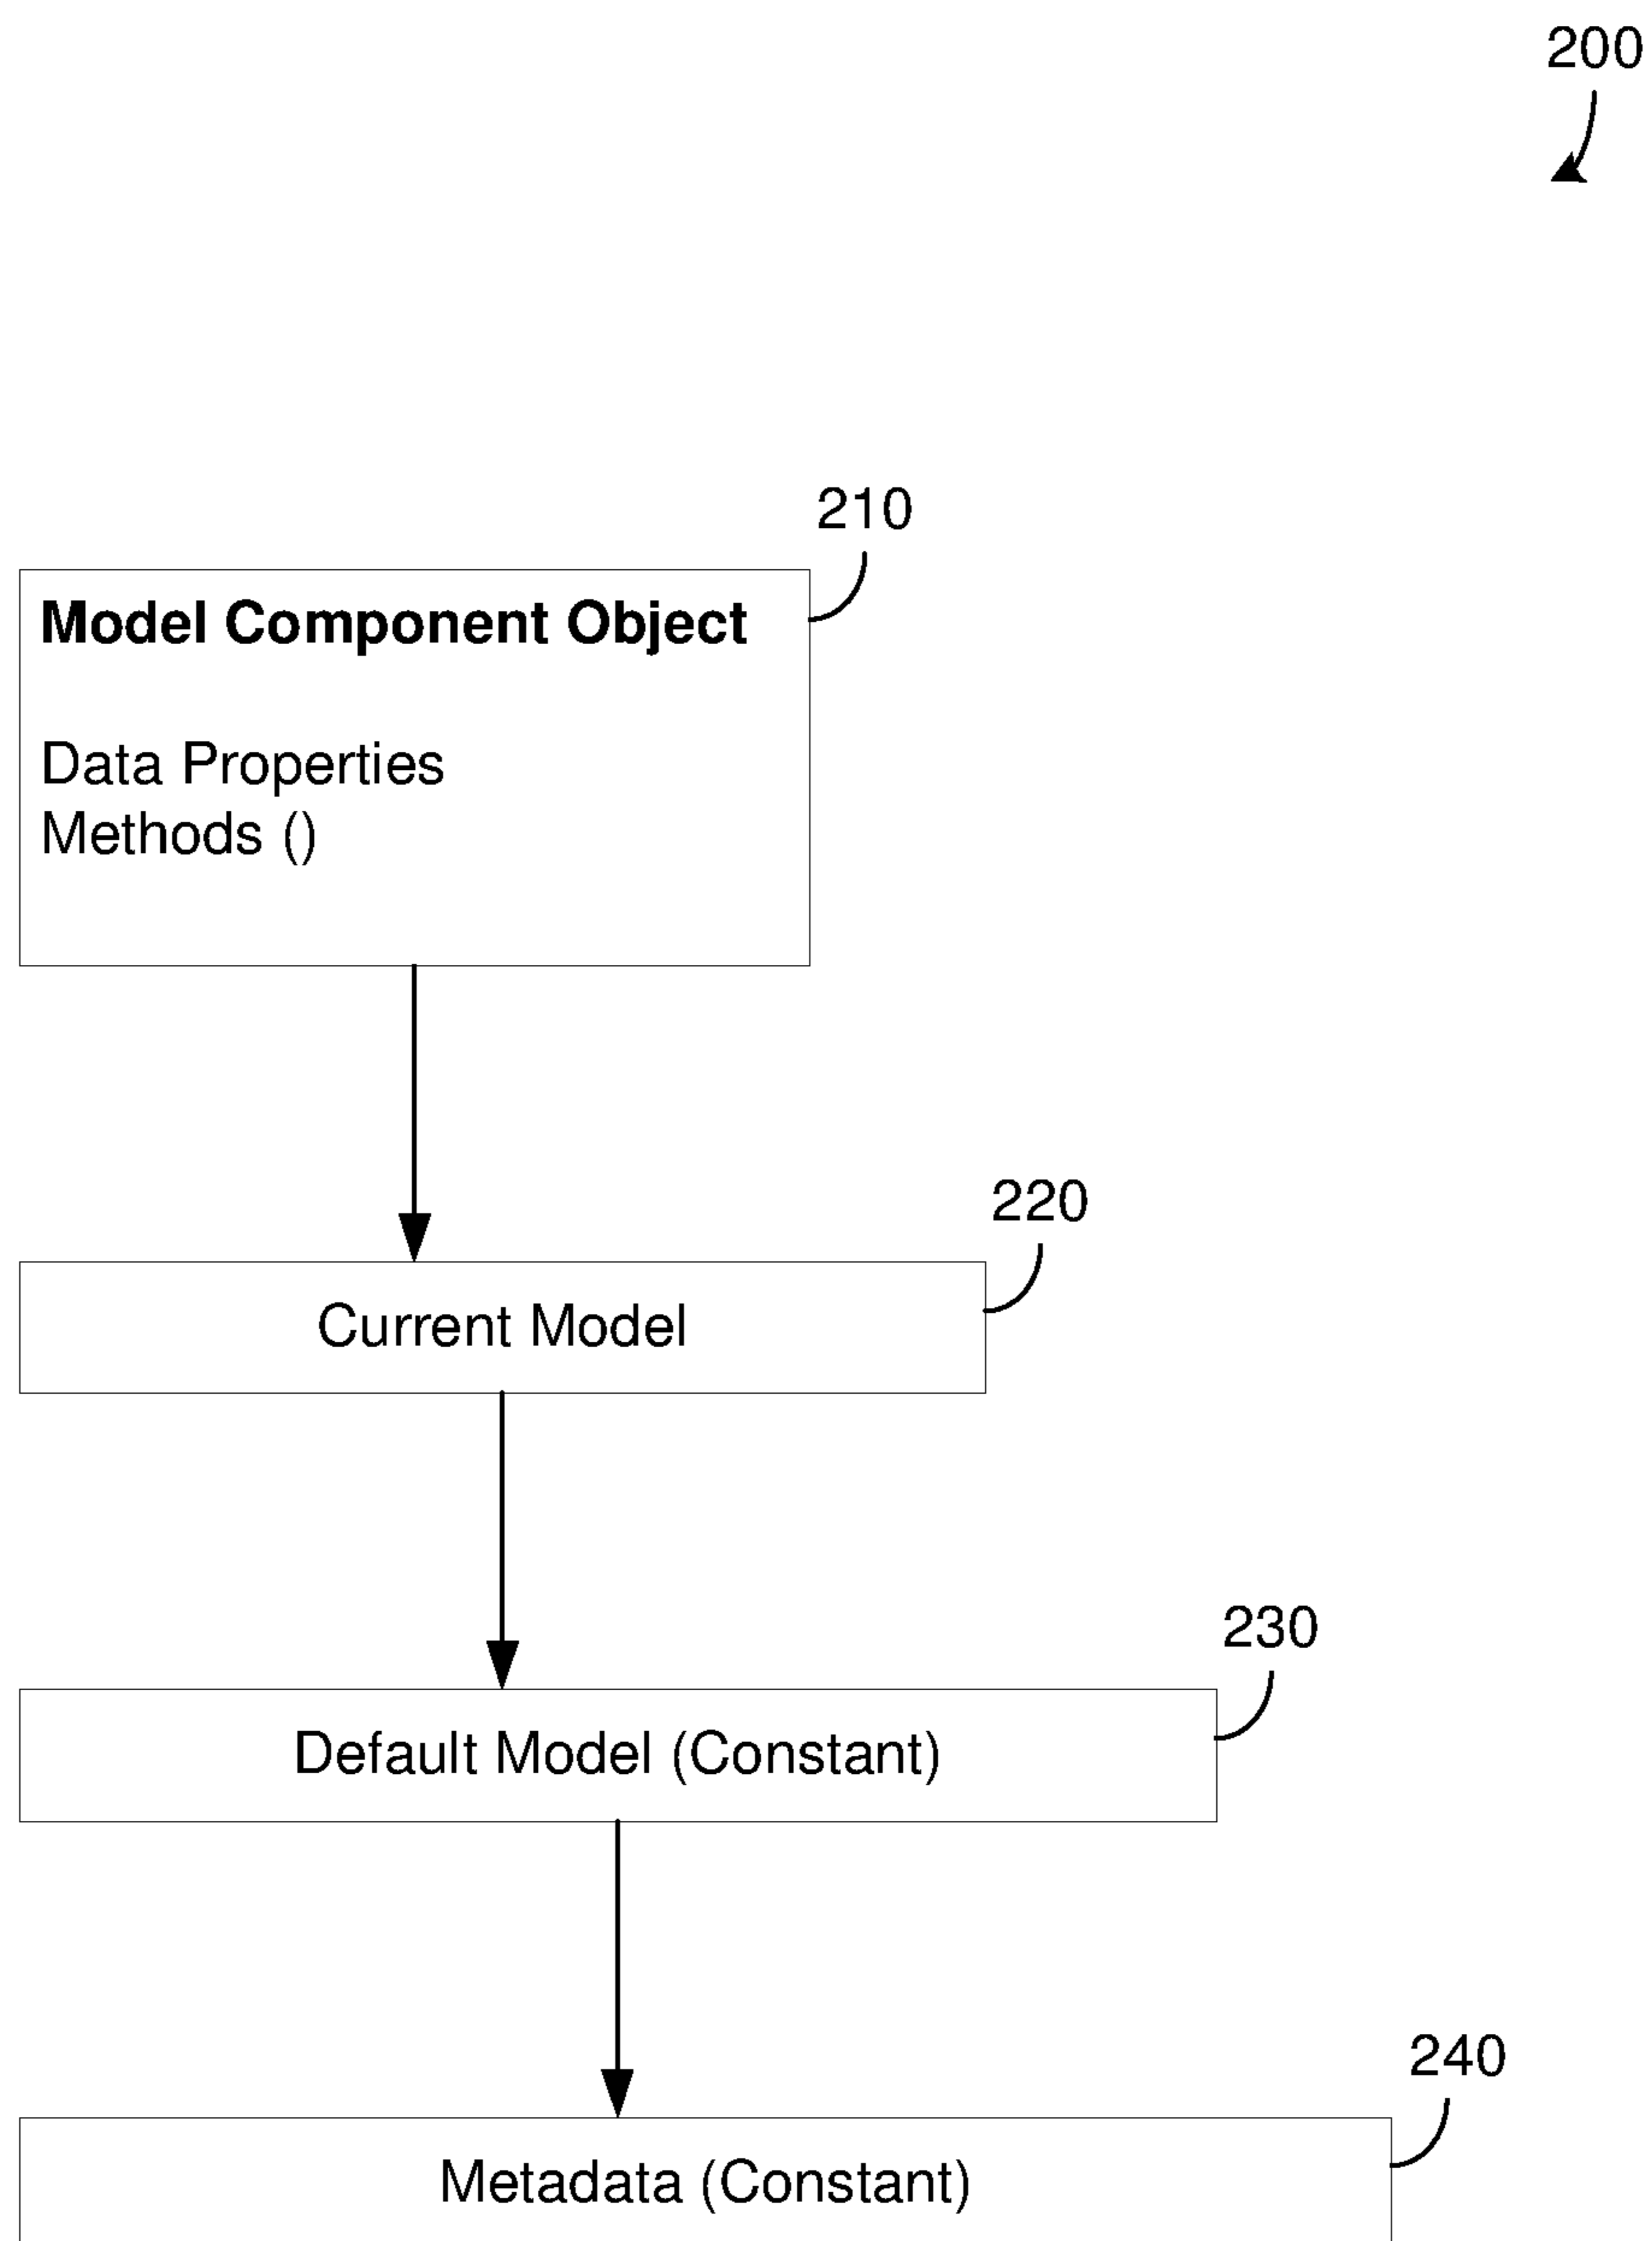 200
210
Model Component Object
Data Properties
Methods ()
220
Current Model
230
Default Model (Constant)
240
Metadata (Constant)